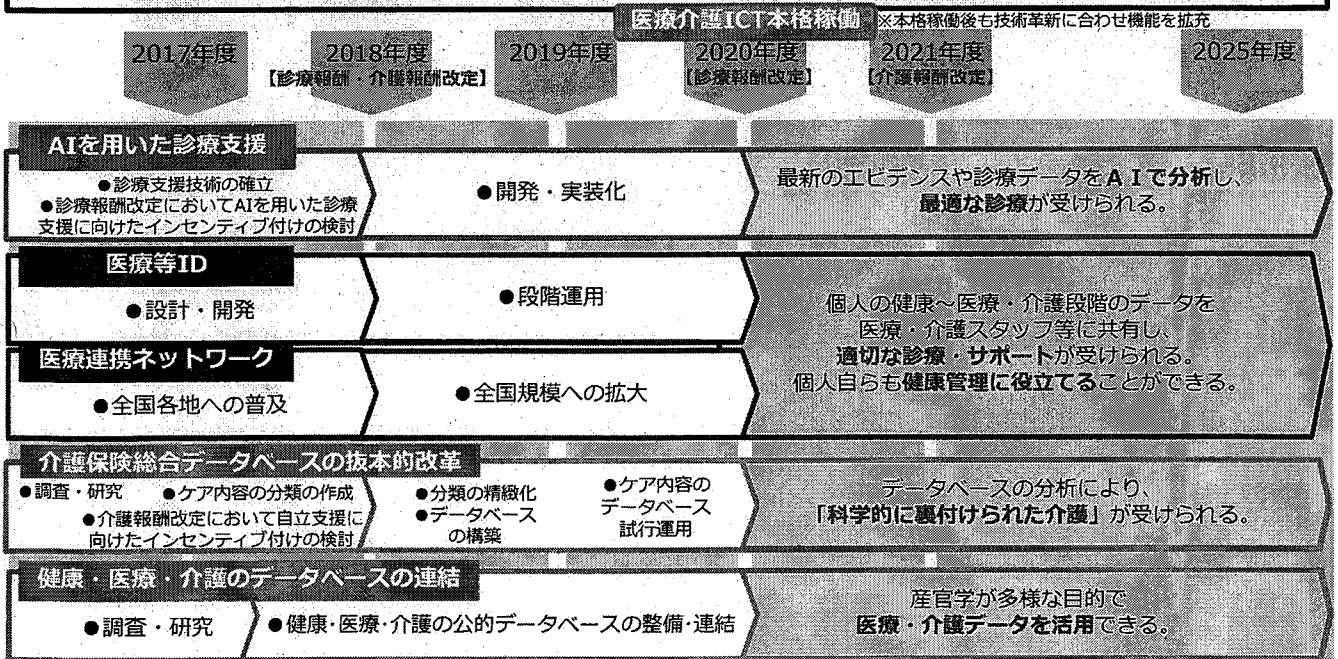 医療介護ICT本格稼働 ※本格稼働後も技術革新に合わせ機能を拡充
2017年度 2018年度 2019年度 2020年度 2021年度 2025年度
【診療報酬・介護報酬改定】 【診療報酬改定】 【介護報酬改定】
AIを用いた診療支援
●診療支援技術の確立
●診療報酬改定においてAIを用いた診療
支援に向けたインセンティブ付けの検討
●開発・実装化
最新のエビデンスや診療データをAIで分析し、
最適な診療が受けられる。
医療等ID
●設計・開発
●段階運用
医療連携ネットワーク
●全国各地への普及
●全国規模への拡大
個人の健康～医療・介護段階のデータを
医療・介護スタッフ等に共有し、
適切な診療・サポートが受けられる。
個人自らも健康管理に役立てることができる。
介護保険総合データベースの抜本的改革
●調査・研究 ●ケア内容の分類の作成
●介護報酬改定において自立支援に
向けたインセンティブ付けの検討
●分類の精緻化
●データベース
の構築
●ケア内容の
データベース
試行運用
データベースの分析により、
「科学的に裏付けられた介護」が受けられる。
健康・医療・介護のデータベースの連結
●調査・研究
●健康・医療・介護の公的データベースの整備・連結
産官学が多様な目的で
医療・介護データを活用できる。